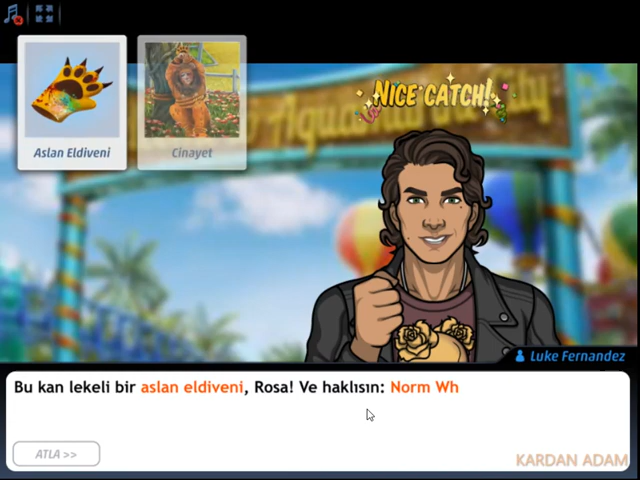 NICE CATCH!
Aslan Eldiveni
Cinayet
Luke Fernandez
Bu kan lekeli bir aslan eldiveni, Rosa! Ve haklısın: Norm Wh
ATLA >>
KARDAN ADAM